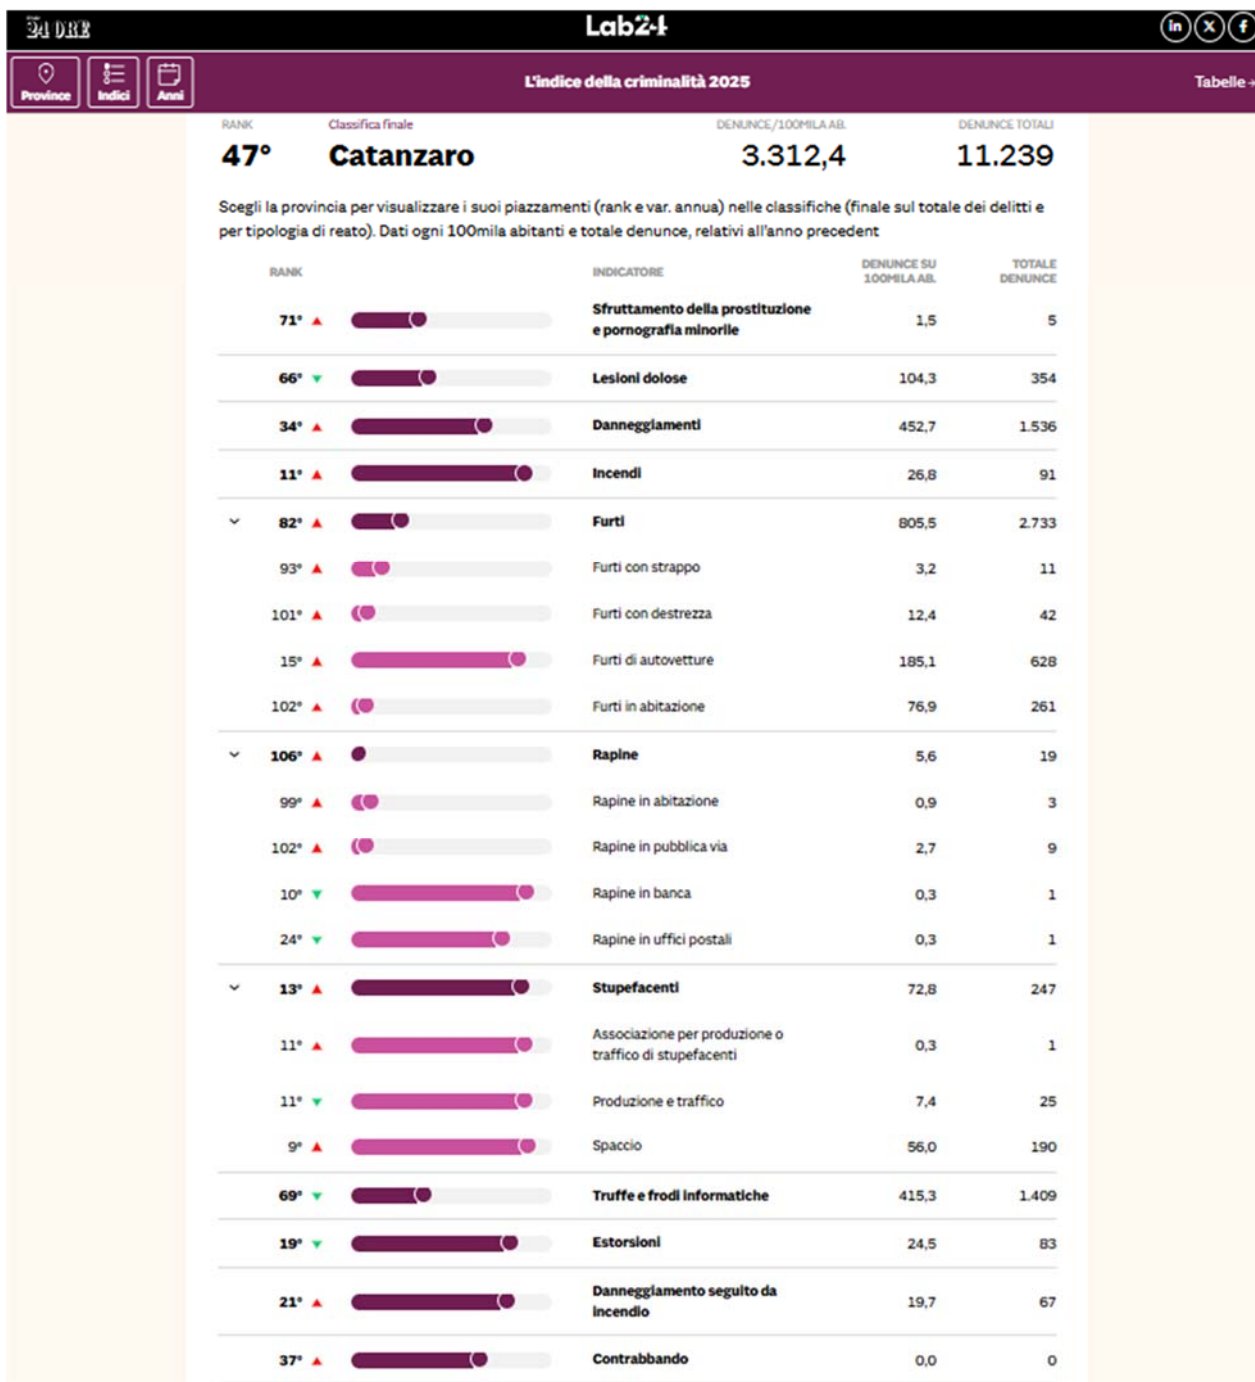 24 ORE
Lab24
in X f
Province
Indici
Anni
L'indice della criminalità 2025
Tabelle
RANK Classifica finale DENUNCE/100MILA AB. DENUNCE TOTALI
47° Catanzaro 3.312,4 11.239
Scegli la provincia per visualizzare i suoi piazzamenti (rank e var. annua) nelle classifiche (finale sul totale dei delitti e
per tipologia di reato). Dati ogni 100mila abitanti e totale denunce, relativi all'anno precedent
RANK INDICATORE DENUNCE SU 100MILA AB. TOTALE DENUNCE
71° Sfruttamento della prostituzione
e pornografia minorile 1,5 5
66° Lesioni dolose 104,3 354
34° Danneggiamenti 452,7 1.536
11° Incendi 26,8 91
82° Furti 805,5 2.733
93° Furti con strappo 3,2 11
101° Furti con destrezza 12,4 42
15° Furti di autovetture 185,1 628
102° Furti in abitazione 76,9 261
106° Rapine 5,6 19
99° Rapine in abitazione 0,9 3
102° Rapine in pubblica via 2,7 9
10° Rapine in banca 0,3 1
24° Rapine in uffici postali 0,3 1
13° Stupefacenti 72,8 247
11° Associazione per produzione o
traffico di stupefacenti 0,3 1
11° Produzione e traffico 7,4 25
9° Spaccio 56,0 190
69° Truffe e frodi informatiche 415,3 1.409
19° Estorsioni 24,5 83
21° Danneggiamento seguito da
incendio 19,7 67
37° Contrabbando 0,0 0